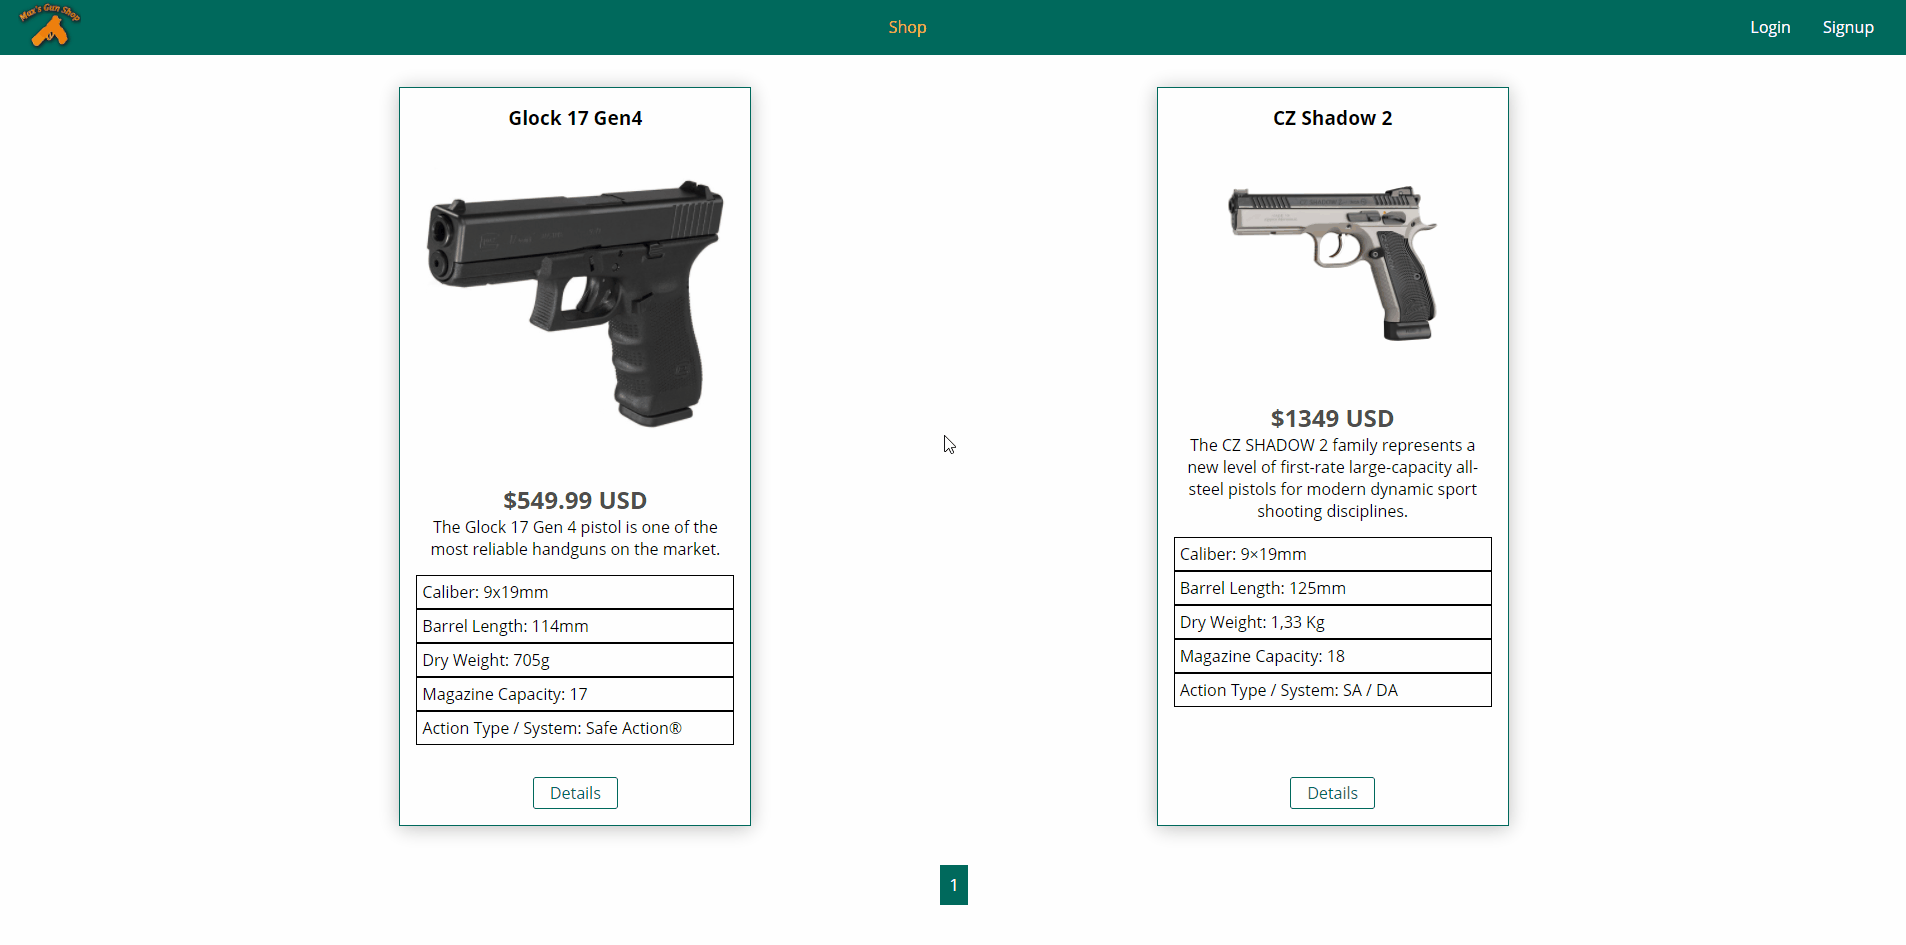 Max's Gun Shop
Shop
Login
Signup
Glock 17 Gen4
$549.99 USD
The Glock 17 Gen 4 pistol is one of the
most reliable handguns on the market.
Caliber: 9x19mm
Barrel Length: 114mm
Dry Weight: 705g
Magazine Capacity: 17
Action Type / System: Safe Action®
Details
CZ Shadow 2
CZ SHADOW 2
$1349 USD
The CZ SHADOW 2 family represents a
new level of first-rate large-capacity all-
steel pistols for modern dynamic sport
shooting disciplines.
Caliber: 9×19mm
Barrel Length: 125mm
Dry Weight: 1,33 Kg
Magazine Capacity: 18
Action Type / System: SA / DA
Details
1